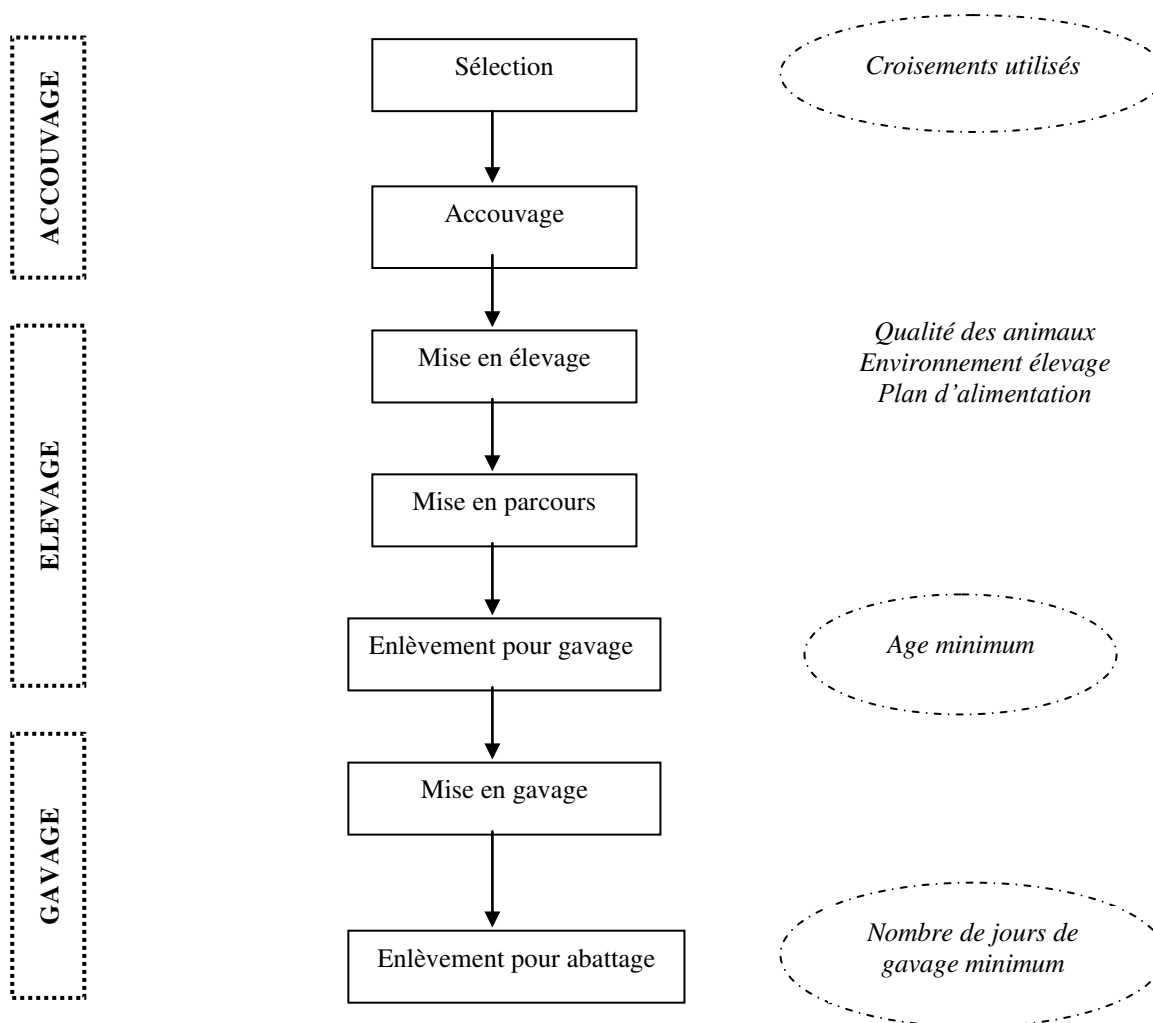 Sélection
Croisements utilisés
ACCOUVAGE
Accouvage
Mise en élevage
Qualité des animaux
Environnement élevage
Plan d'alimentation
ELEVAGE
Mise en parcours
Enlèvement pour gavage
Age minimum
Mise en gavage
GAVAGE
Enlèvement pour abattage
Nombre de jours de
gavage minimum